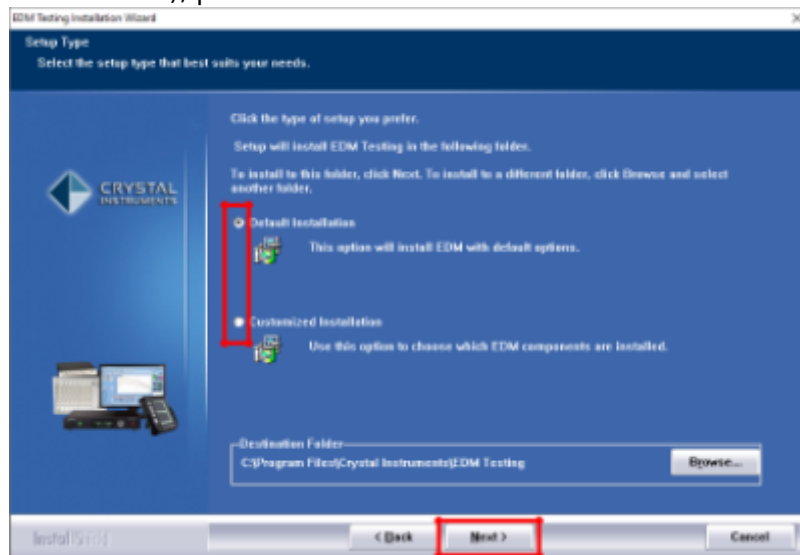 EDM Testing Installation Wizard
Setup Type
Select the setup type that best suits your needs.
Click the type of setup you prefer.
Setup will install EDM Testing in the following folder.
To install to this folder, click Next. To install to a different folder, click Browse and select
another folder.
CRYSTAL
INSTRUMENTS
Default Installation
This option will install EDM with default options.
Customized Installation
Use this option to choose which EDM components are installed.
Destination Folder
C:\Program Files\Crystal Instruments\EDM Testing
Browse...
InstallShield
< Back
Next >
Cancel